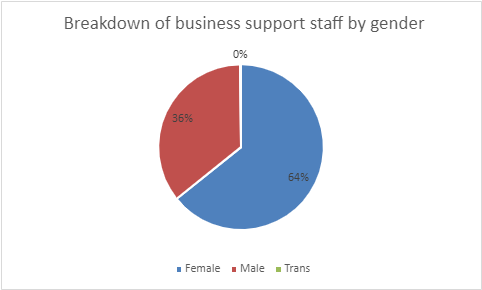 Breakdown of business support staff by gender
0%
36%
64%
Female Male Trans